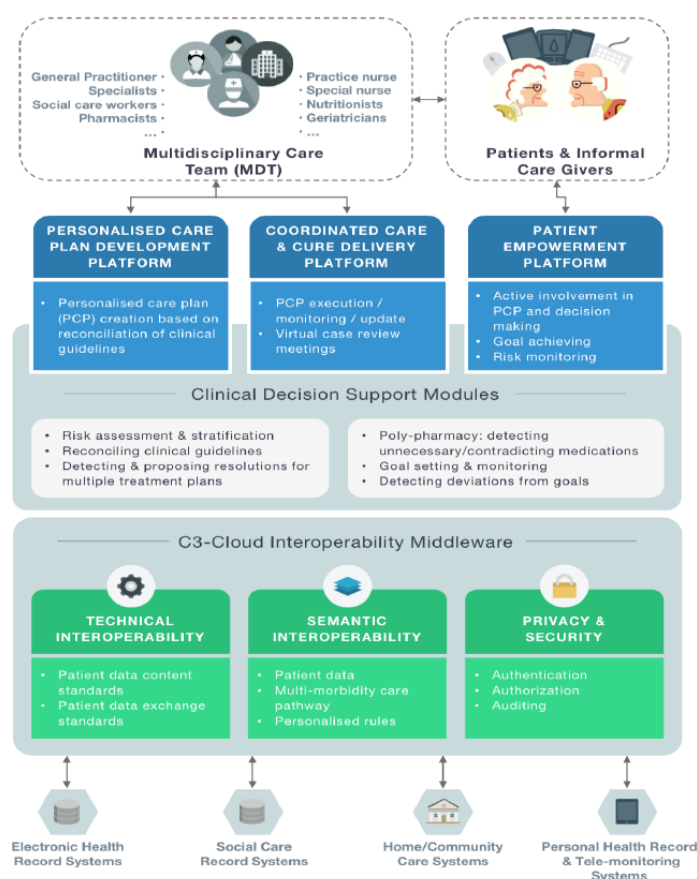 General Practitioner ·
Specialists ·
Social care workers ·
Pharmacists ·
... ·
· Practice nurse
· Special nurse
· Nutritionists
· Geriatricians
· ...
Multidisciplinary Care
Team (MDT)
Patients & Informal
Care Givers
PERSONALISED CARE
PLAN DEVELOPMENT
PLATFORM
• Personalised care plan
(PCP) creation based on
reconciliation of clinical
guidelines
COORDINATED CARE
& CURE DELIVERY
PLATFORM
• PCP execution /
monitoring / update
• Virtual case review
meetings
PATIENT
EMPOWERMENT
PLATFORM
• Active involvement in
PCP and decision
making
• Goal achieving
• Risk monitoring
Clinical Decision Support Modules
• Risk assessment & stratification
• Reconciling clinical guidelines
• Detecting & proposing resolutions for
multiple treatment plans
• Poly-pharmacy: detecting
unnecessary/contradicting medications
• Goal setting & monitoring
• Detecting deviations from goals
C3-Cloud Interoperability Middleware
TECHNICAL
INTEROPERABILITY
• Patient data content
standards
• Patient data exchange
standards
SEMANTIC
INTEROPERABILITY
• Patient data
• Multi-morbidity care
pathway
• Personalised rules
PRIVACY &
SECURITY
• Authentication
• Authorization
• Auditing
Electronic Health
Record Systems
Social Care
Record Systems
Home/Community
Care Systems
Personal Health Record
& Tele-monitoring
Systems